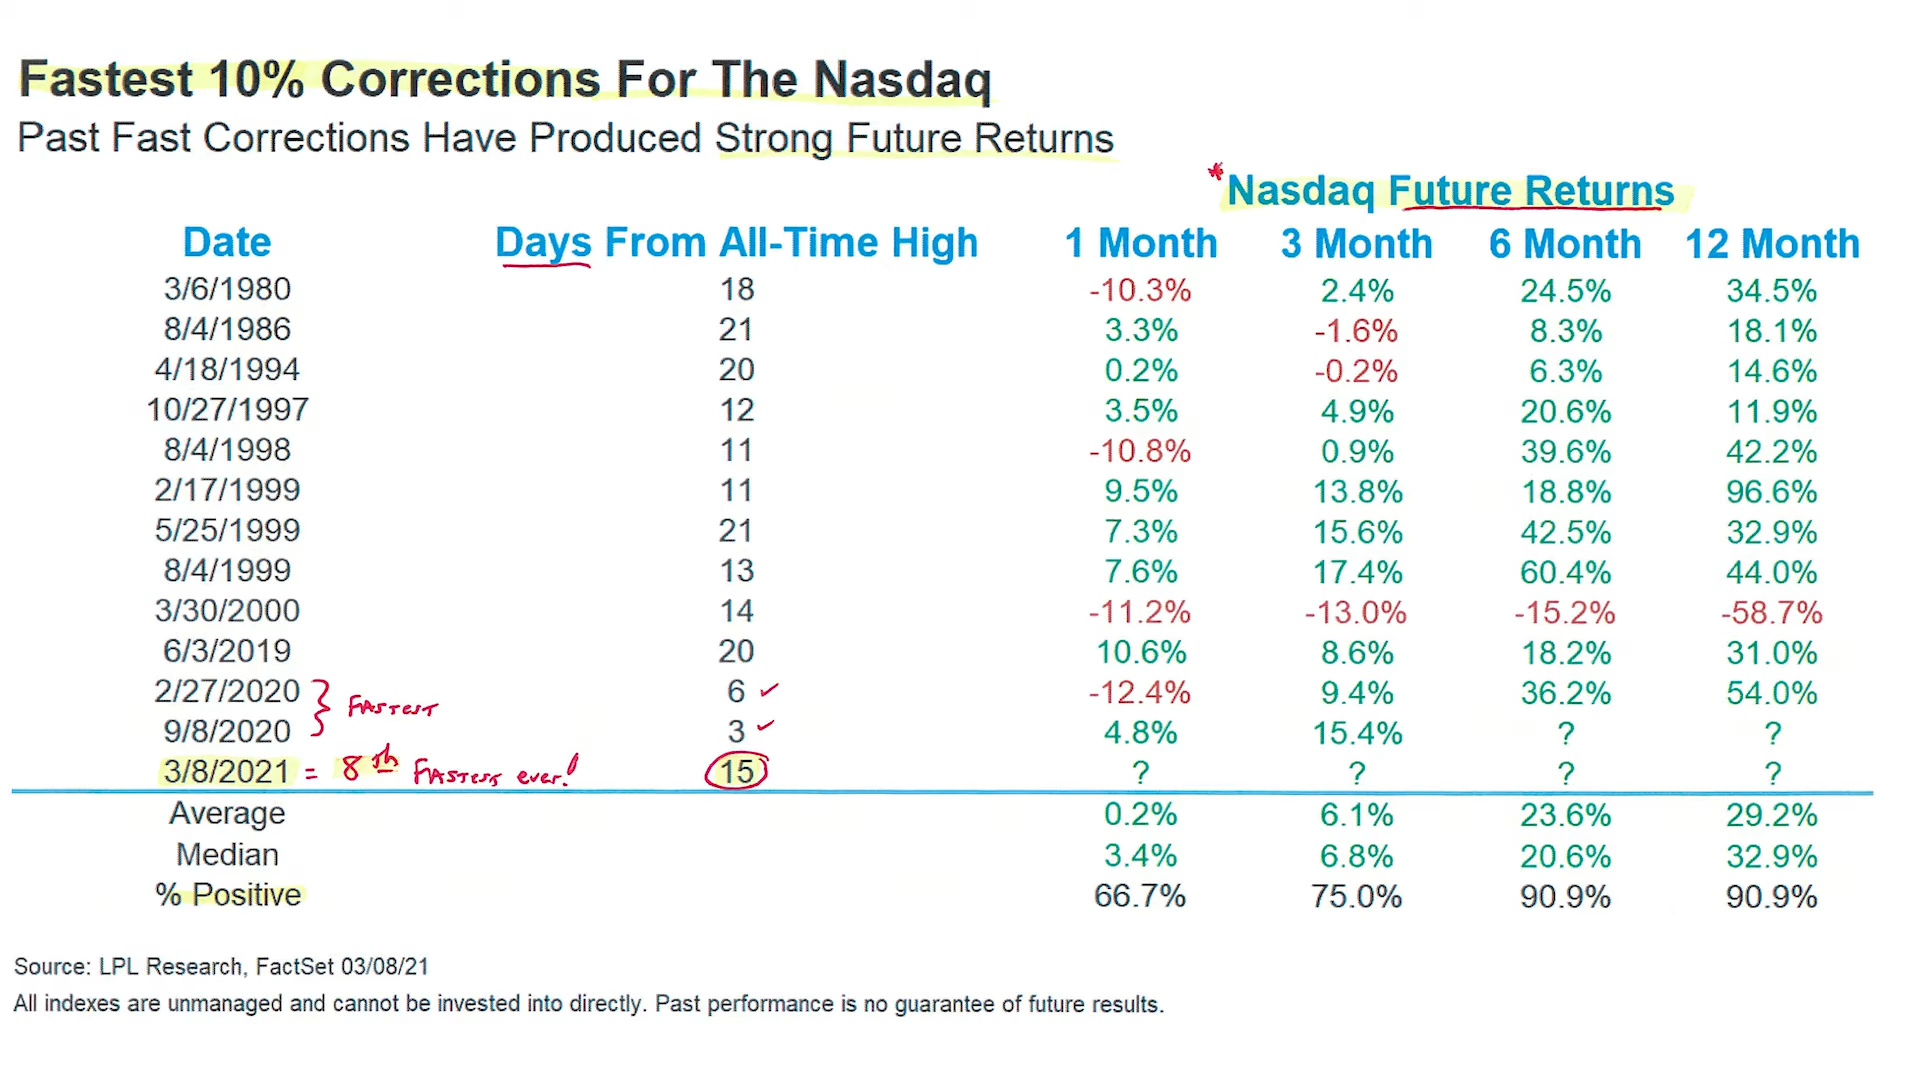 Fastest 10% Corrections For The Nasdaq
Past Fast Corrections Have Produced Strong Future Returns
*Nasdaq Future Returns
Date Days From All-Time High 1 Month 3 Month 6 Month 12 Month
3/6/1980 18 -10.3% 2.4% 24.5% 34.5%
8/4/1986 21 3.3% -1.6% 8.3% 18.1%
4/18/1994 20 0.2% -0.2% 6.3% 14.6%
10/27/1997 12 3.5% 4.9% 20.6% 11.9%
8/4/1998 11 -10.8% 0.9% 39.6% 42.2%
2/17/1999 11 9.5% 13.8% 18.8% 96.6%
5/25/1999 21 7.3% 15.6% 42.5% 32.9%
8/4/1999 13 7.6% 17.4% 60.4% 44.0%
3/30/2000 14 -11.2% -13.0% -15.2% -58.7%
6/3/2019 20 10.6% 8.6% 18.2% 31.0%
2/27/2020 6 ✓ -12.4% 9.4% 36.2% 54.0%
} FASTEST
9/8/2020 3 ✓ 4.8% 15.4% ? ?
3/8/2021 = 8th FASTEST ever! 15 ? ? ? ?
Average 0.2% 6.1% 23.6% 29.2%
Median 3.4% 6.8% 20.6% 32.9%
% Positive 66.7% 75.0% 90.9% 90.9%
Source: LPL Research, FactSet 03/08/21
All indexes are unmanaged and cannot be invested into directly. Past performance is no guarantee of future results.